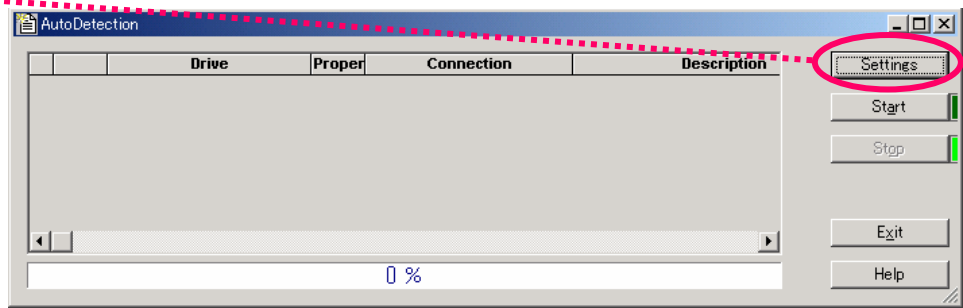 AutoDetection
Drive Proper Connection Description
Settings
Start
Stop
Exit
0 %
Help